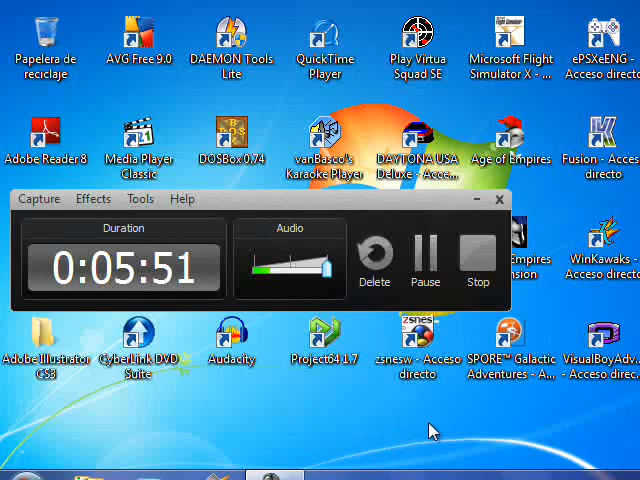 Papelera de
reciclaje
AVG Free 9.0
DAEMON Tools
Lite
QuickTime
Player
Play Virtua
Squad SE
Microsoft Flight
Simulator X - ...
ePSXeENG -
Acceso directo
Adobe Reader 8
Media Player
Classic
DOSBox 0.74
vanBasco's
Karaoke Player
DAYTONA USA
Deluxe - Acce...
Age of Empires
Fusion - Acceso
directo
Capture Effects Tools Help
Duration
0:05:51
Audio
Delete
Pause
Stop
Empires
WinKawaks -
Acceso directo
Adobe Illustrator
CS3
CyberLink DVD
Suite
Audacity
Project64 1.7
zsnes
zsnesw - Acceso
directo
SPORE™ Galactic
Adventures - A...
VisualBoyAdv...
- Acceso direc...